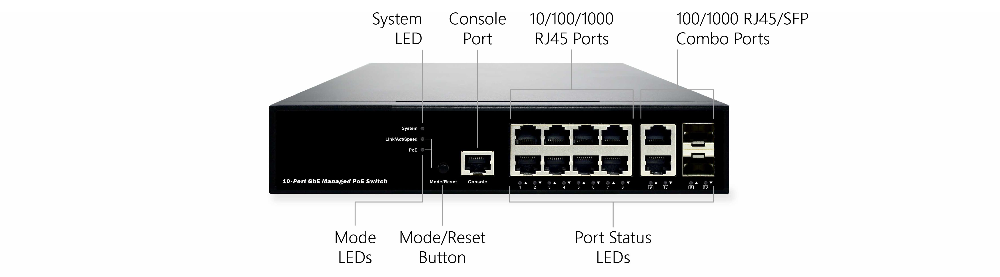 System
LED
Console
Port
10/100/1000
RJ45 Ports
100/1000 RJ45/SFP
Combo Ports
System
Link/Act/Speed
PoE
10-Port GbE Managed PoE Switch
Mode/Reset
Console
1 ▲ 2 ▼ 3 ▲ 4 ▼ 5 ▲ 6 ▼ 7 ▲ 8 ▼ 9 ▲ 10 ▼ 9 ▲ 10 ▼
Mode
LEDs
Mode/Reset
Button
Port Status
LEDs